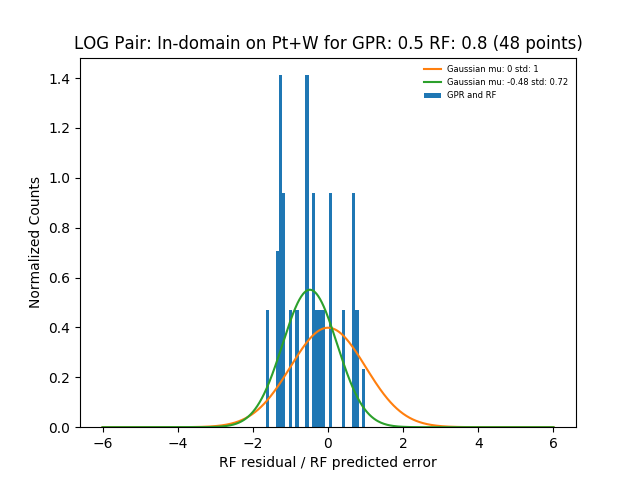 LOG Pair: In-domain on Pt+W for GPR: 0.5 RF: 0.8 (48 points)
Gaussian mu: 0 std: 1
Gaussian mu: -0.48 std: 0.72
GPR and RF
Normalized Counts
1.4
1.2
1.0
0.8
0.6
0.4
0.2
0.0
−6 −4 −2 0 2 4 6
RF residual / RF predicted error